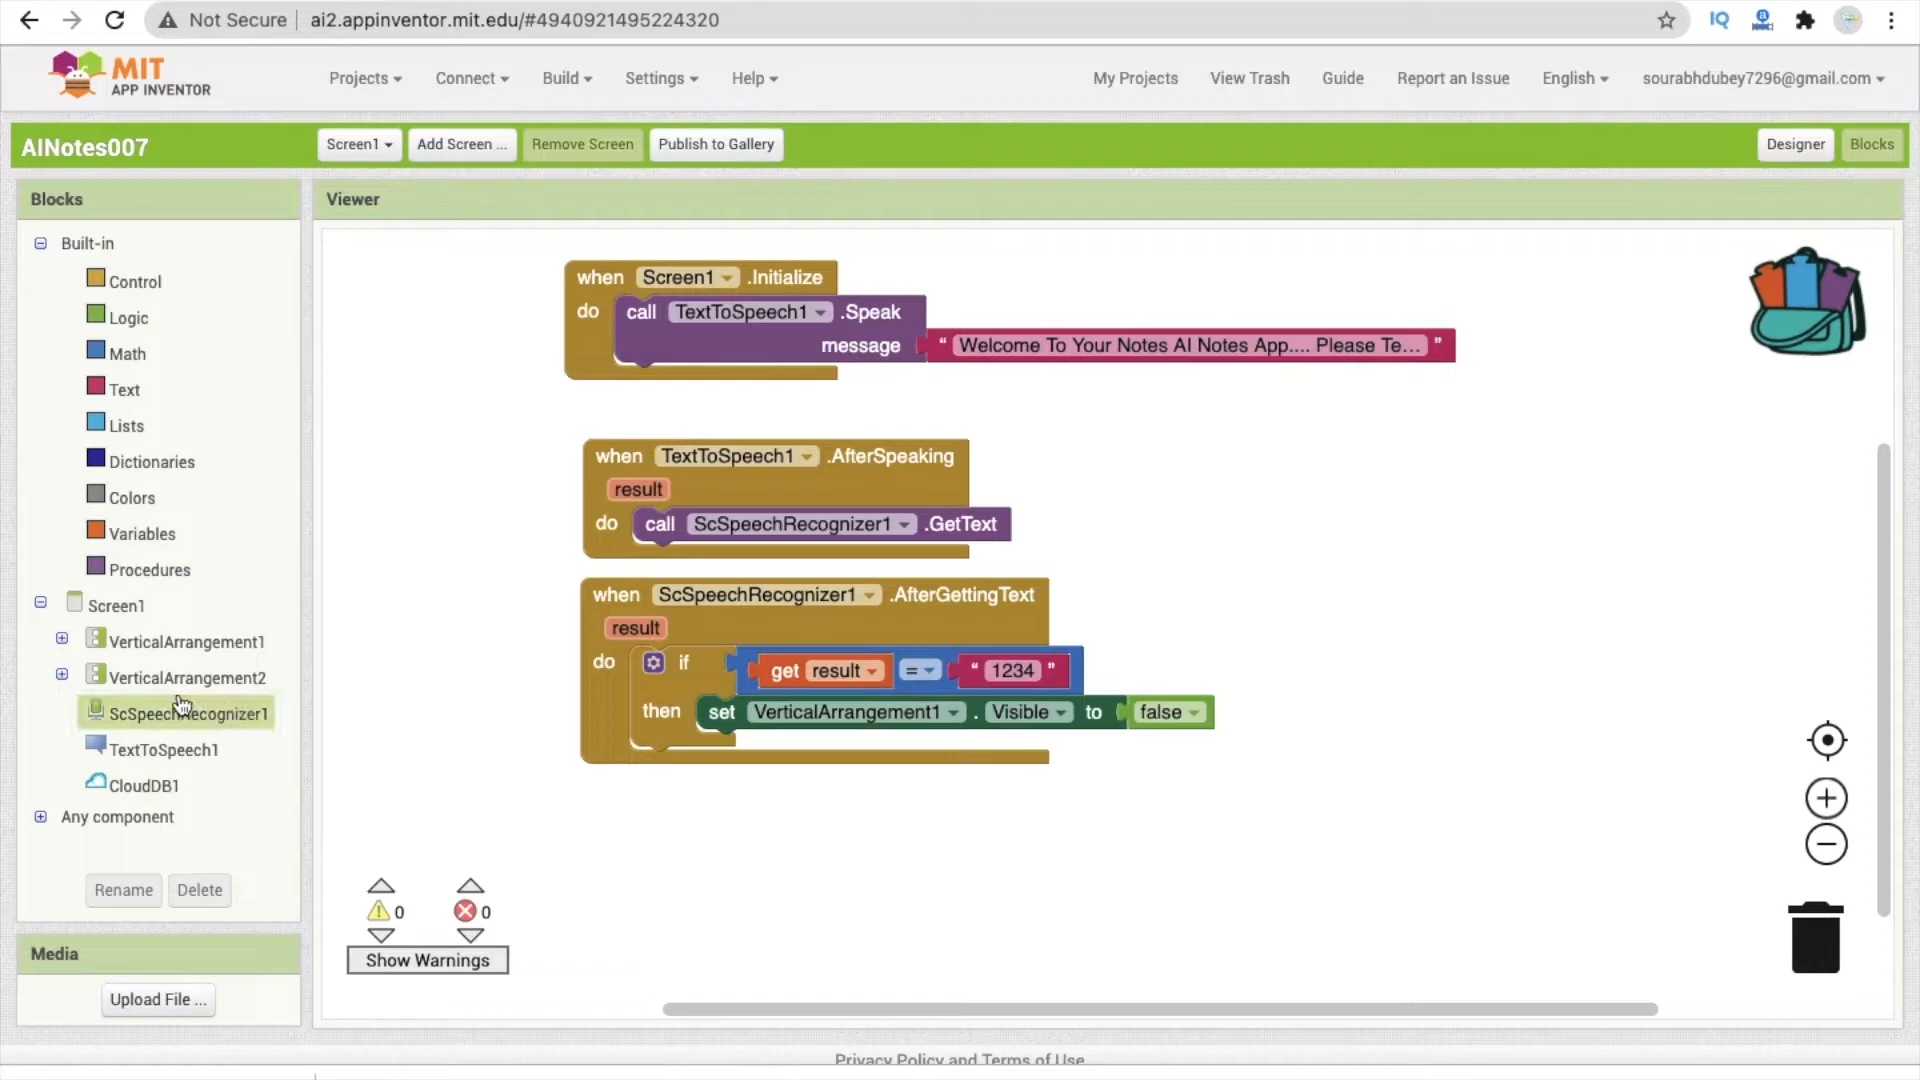 Not Secure
ai2.appinventor.mit.edu/#4940921495224320
IQ
MIT
APP INVENTOR
Projects
Connect
Build
Settings
Help
My Projects
View Trash
Guide
Report an Issue
English
sourabhdubey7296@gmail.com
AINotes007
Screen1
Add Screen ...
Remove Screen
Publish to Gallery
Designer
Blocks
Blocks
Built-in
Control
Logic
Math
Text
Lists
Dictionaries
Colors
Variables
Procedures
Screen1
VerticalArrangement1
VerticalArrangement2
ScSpeechRecognizer1
TextToSpeech1
CloudDB1
Any component
Rename
Delete
Media
Upload File ...
Viewer
when Screen1 .Initialize
do call TextToSpeech1 .Speak
message “ Welcome To Your Notes AI Notes App.... Please Te... ”
when TextToSpeech1 .AfterSpeaking
result
do call ScSpeechRecognizer1 .GetText
when ScSpeechRecognizer1 .AfterGettingText
result
do if get result = “ 1234 ”
then set VerticalArrangement1 . Visible to false
0
0
Show Warnings
Privacy Policy and Terms of Use